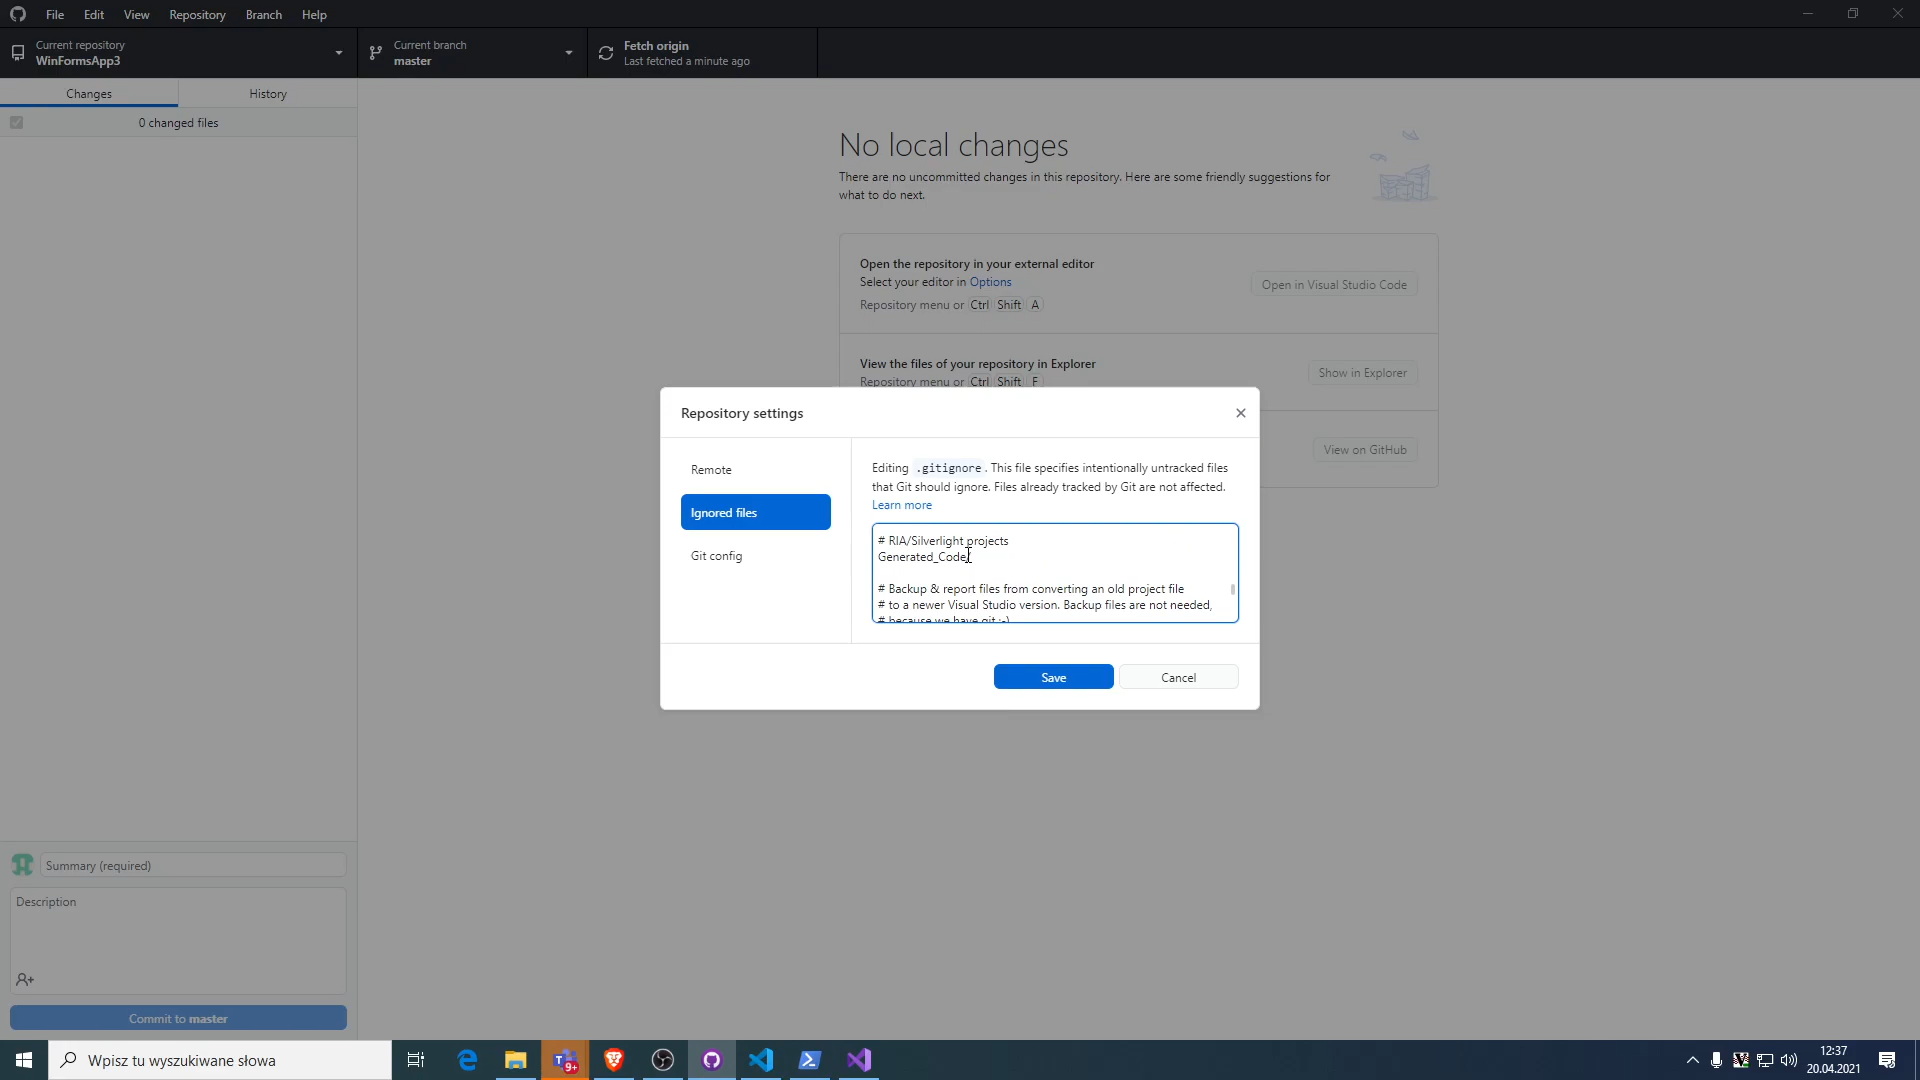 File Edit View Repository Branch Help
Current repository
WinFormsApp3
Current branch
master
Fetch origin
Last fetched a minute ago
Changes History
0 changed files
No local changes
There are no uncommitted changes in this repository. Here are some friendly suggestions for
what to do next.
Open the repository in your external editor
Select your editor in Options
Repository menu or Ctrl Shift A
Open in Visual Studio Code
View the files of your repository in Explorer
Repository menu or Ctrl Shift F
Show in Explorer
View on GitHub
Repository settings
Remote
Ignored files
Git config
Editing .gitignore. This file specifies intentionally untracked files
that Git should ignore. Files already tracked by Git are not affected.
Learn more
# RIA/Silverlight projects
Generated_Code/
# Backup & report files from converting an old project file
# to a newer Visual Studio version. Backup files are not needed,
# because we have git ;-)
Save Cancel
Summary (required)
Description
Commit to master
Wpisz tu wyszukiwane słowa
9+
12:37
20.04.2021